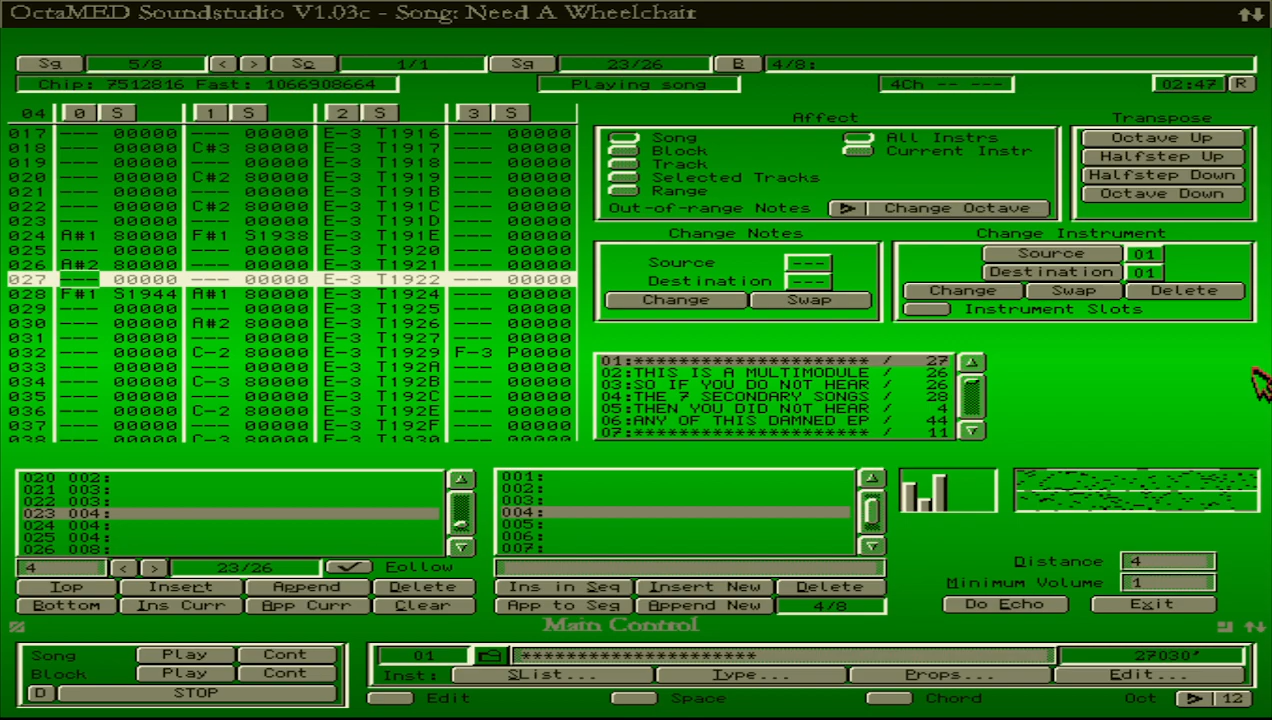 OctaMED Soundstudio V1.03c - Song: Need A Wheelchair
Sg 5/8 < > Sq 1/1 Sg 23/26 B 4/8:
Chip: 7512816 Fast: 1066908664 Playing song 4Ch -- --- 02:47 R
04 0 S 1 S 2 S 3 S
017 --- 00000 --- 00000 E-3 T1916 --- 00000
018 --- 00000 C#3 80000 E-3 T1917 --- 00000
019 --- 00000 --- 00000 E-3 T1918 --- 00000
020 --- 00000 C#2 80000 E-3 T1919 --- 00000
021 --- 00000 --- 00000 E-3 T191B --- 00000
022 --- 00000 C#2 80000 E-3 T191C --- 00000
023 --- 00000 --- 00000 E-3 T191D --- 00000
024 A#1 80000 F#1 S1938 E-3 T191E --- 00000
025 --- 00000 --- 00000 E-3 T1920 --- 00000
026 A#2 80000 --- 00000 E-3 T1921 --- 00000
027 --- 00000 --- 00000 E-3 T1922 --- 00000
028 F#1 S1944 A#1 80000 E-3 T1924 --- 00000
029 --- 00000 --- 00000 E-3 T1925 --- 00000
030 --- 00000 A#2 80000 E-3 T1926 --- 00000
031 --- 00000 --- 00000 E-3 T1927 --- 00000
032 --- 00000 C-2 80000 E-3 T1929 F-3 P0000
033 --- 00000 --- 00000 E-3 T192A --- 00000
034 --- 00000 C-3 80000 E-3 T192B --- 00000
035 --- 00000 --- 00000 E-3 T192C --- 00000
036 --- 00000 C-2 80000 E-3 T192E --- 00000
037 --- 00000 --- 00000 E-3 T192F --- 00000
038 --- 00000 C-3 80000 E-3 T1930 --- 00000
Affect
Song
Block
Track
Selected Tracks
Range
All Instrs
Current Instr
Out-of-range Notes Change Octave
Transpose
Octave Up
Halfstep Up
Halfstep Down
Octave Down
Change Notes
Source ---
Destination ---
Change Swap
Change Instrument
Source 01
Destination 01
Change Swap Delete
Instrument Slots
01:********************** / 27
02:THIS IS A MULTIMODULE / 26
03:SO IF YOU DO NOT HEAR / 26
04:THE 7 SECONDARY SONGS / 28
05:THEN YOU DID NOT HEAR / 4
06:ANY OF THIS DAMNED EP / 44
07:********************** / 11
020 002:
021 003:
022 003:
023 004:
024 004:
025 004:
026 008:
4 < > 23/26 Follow
Top Insert Append Delete
Bottom Ins Curr App Curr Clear
001:
002:
003:
004:
005:
006:
007:
Ins in Seq Insert New Delete
App to Seq Append New 4/8
Distance 4
Minimum Volume 1
Do Echo Exit
Main Control
Song Play Cont
Block Play Cont
D STOP
01 ********************** 27030*
Inst: SList... Type... Props... Edit...
Edit Space Chord Oct 12